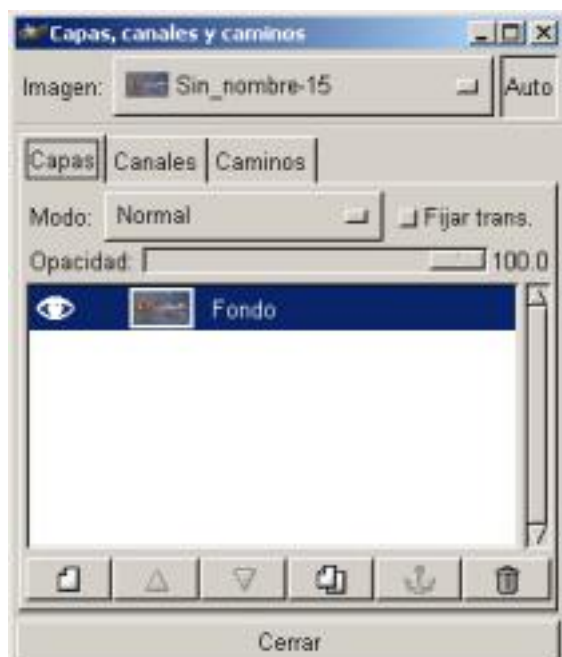 Capas, canales y caminos
Imagen: Sin_nombre-15 Auto
Capas Canales Caminos
Modo: Normal Fijar trans.
Opacidad: 100.0
Fondo
Cerrar